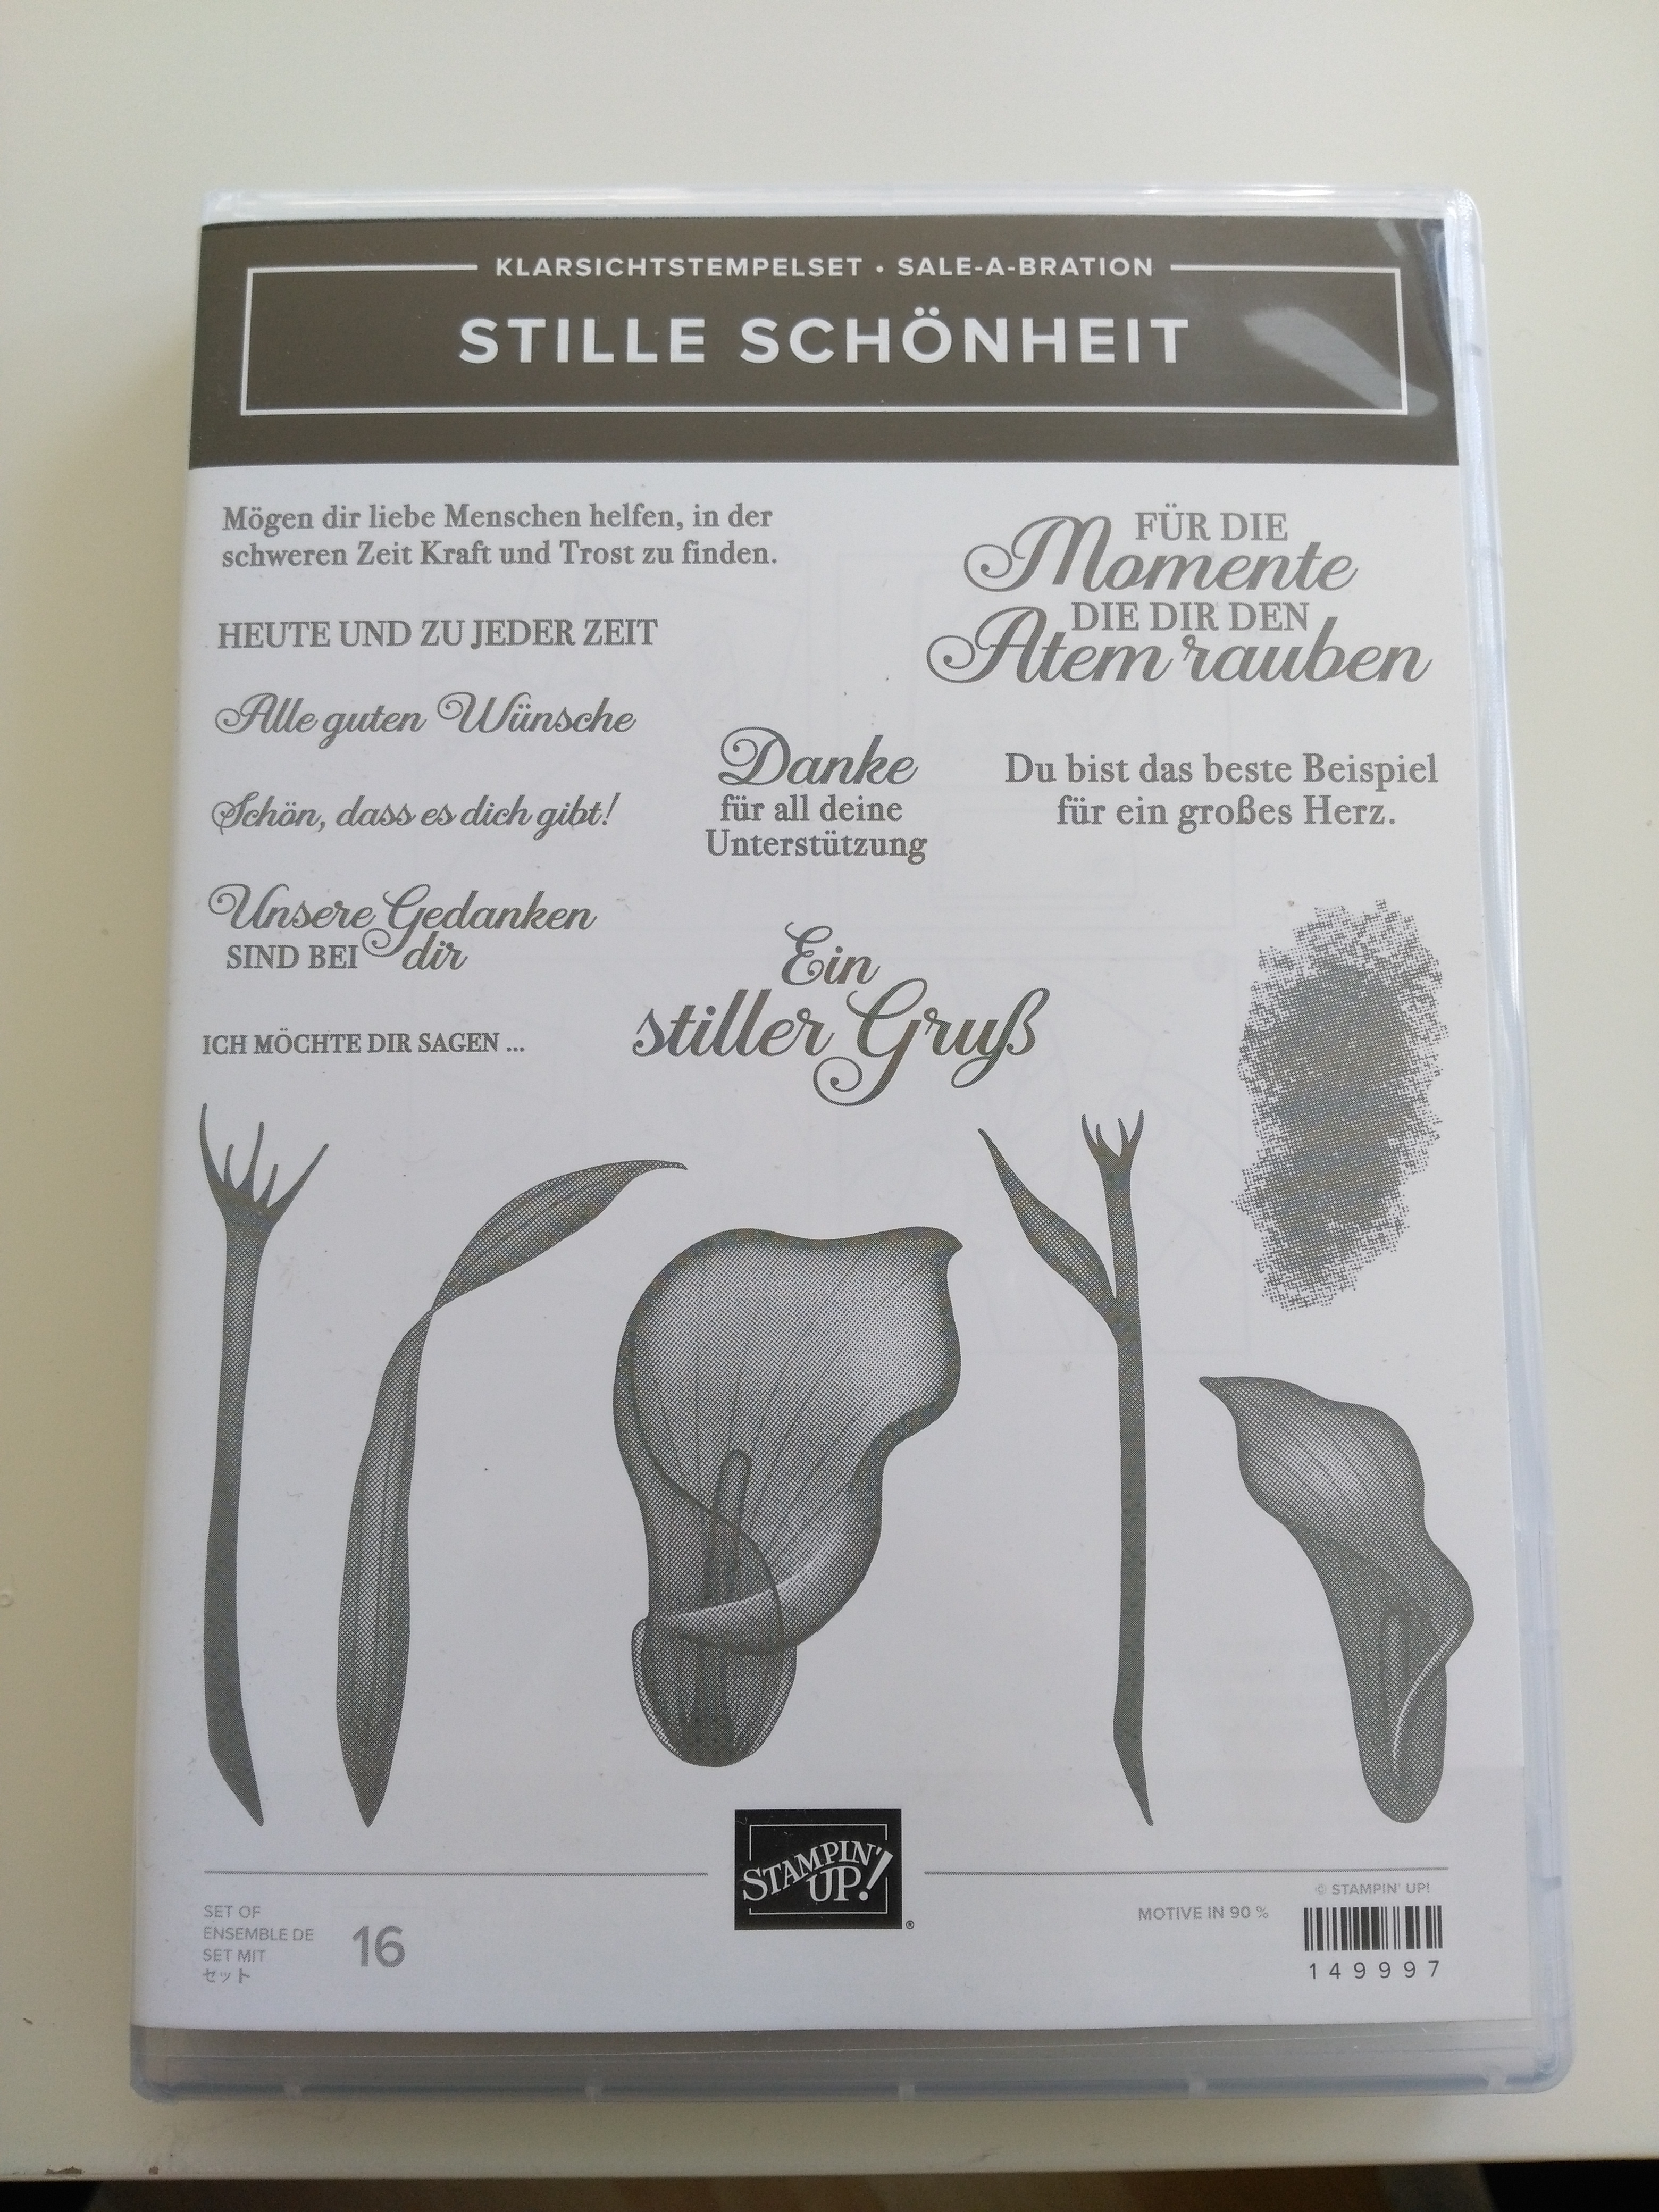 KLARSICHTSTEMPELSET • SALE-A-BRATION
STILLE SCHÖNHEIT
Mögen dir liebe Menschen helfen, in der
schweren Zeit Kraft und Trost zu finden.
HEUTE UND ZU JEDER ZEIT
Alle guten Wünsche
Schön, dass es dich gibt!
Unsere Gedanken
SIND BEI dir
ICH MÖCHTE DIR SAGEN ...
FÜR DIE
Momente
DIE DIR DEN
Atem rauben
Danke
für all deine
Unterstützung
Du bist das beste Beispiel
für ein großes Herz.
Ein
stiller Gruß
STAMPIN'
UP!
®
SET OF
ENSEMBLE DE
SET MIT
セット
16
MOTIVE IN 90 %
© STAMPIN' UP!
149997